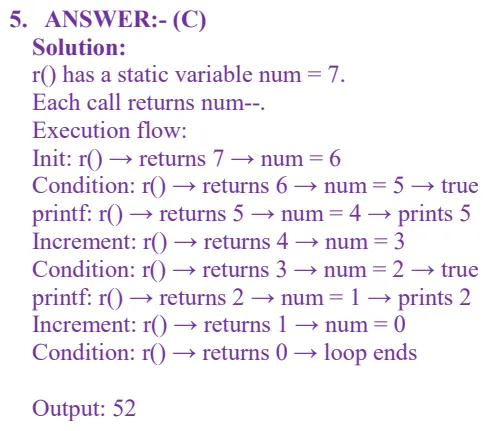 5. ANSWER:- (C)
Solution:
r() has a static variable num = 7.
Each call returns num--.
Execution flow:
Init: r() → returns 7 → num = 6
Condition: r() → returns 6 → num = 5 → true
printf: r() → returns 5 → num = 4 → prints 5
Increment: r() → returns 4 → num = 3
Condition: r() → returns 3 → num = 2 → true
printf: r() → returns 2 → num = 1 → prints 2
Increment: r() → returns 1 → num = 0
Condition: r() → returns 0 → loop ends
Output: 52